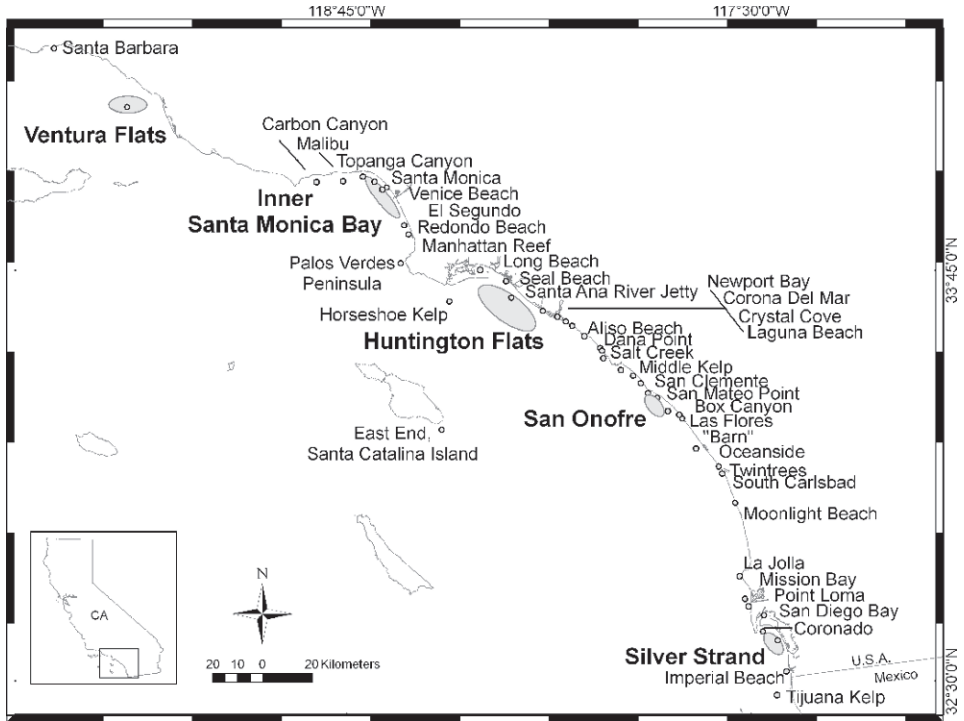 118°45'0"W
117°30'0"W
Santa Barbara
Ventura Flats
Carbon Canyon
Malibu
Topanga Canyon
Santa Monica
Venice Beach
Inner
Santa Monica Bay
El Segundo
Redondo Beach
Manhattan Reef
Palos Verdes
Peninsula
Long Beach
Seal Beach
Santa Ana River Jetty
Horseshoe Kelp
Huntington Flats
Newport Bay
Corona Del Mar
Crystal Cove
Laguna Beach
33°45'0"N
Aliso Beach
Dana Point
Salt Creek
Middle Kelp
San Clemente
San Mateo Point
San Onofre
Box Canyon
Las Flores
"Barn"
East End,
Santa Catalina Island
Oceanside
Twintrees
South Carlsbad
Moonlight Beach
La Jolla
Mission Bay
Point Loma
San Diego Bay
Coronado
Silver Strand
Imperial Beach
U.S.A.
Mexico
Tijuana Kelp
32°30'0"N
CA
N
20 10 0 20 Kilometers